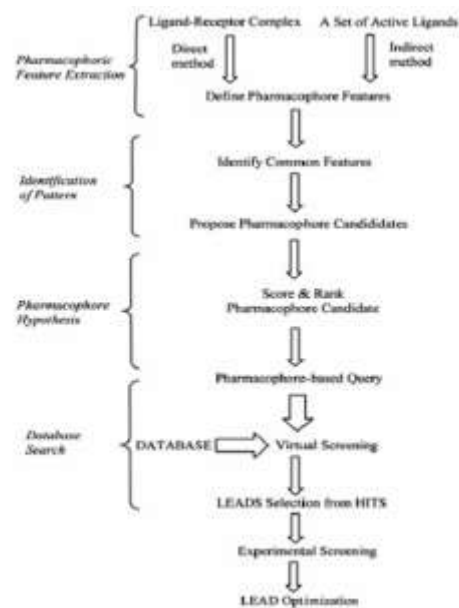 Ligand-Receptor Complex
A Set of Active Ligands
Direct
method
Indirect
method
Pharmacophoric
Feature Extraction
Define Pharmacophore Features
Identify Common Features
Identification
of Pattern
Propose Pharmacophore Candididates
Score & Rank
Pharmacophore Candidate
Pharmacophore
Hypothesis
Pharmacophore-based Query
Database
Search
DATABASE
Virtual Screening
LEADS Selection from HITS
Experimental Screening
LEAD Optimization